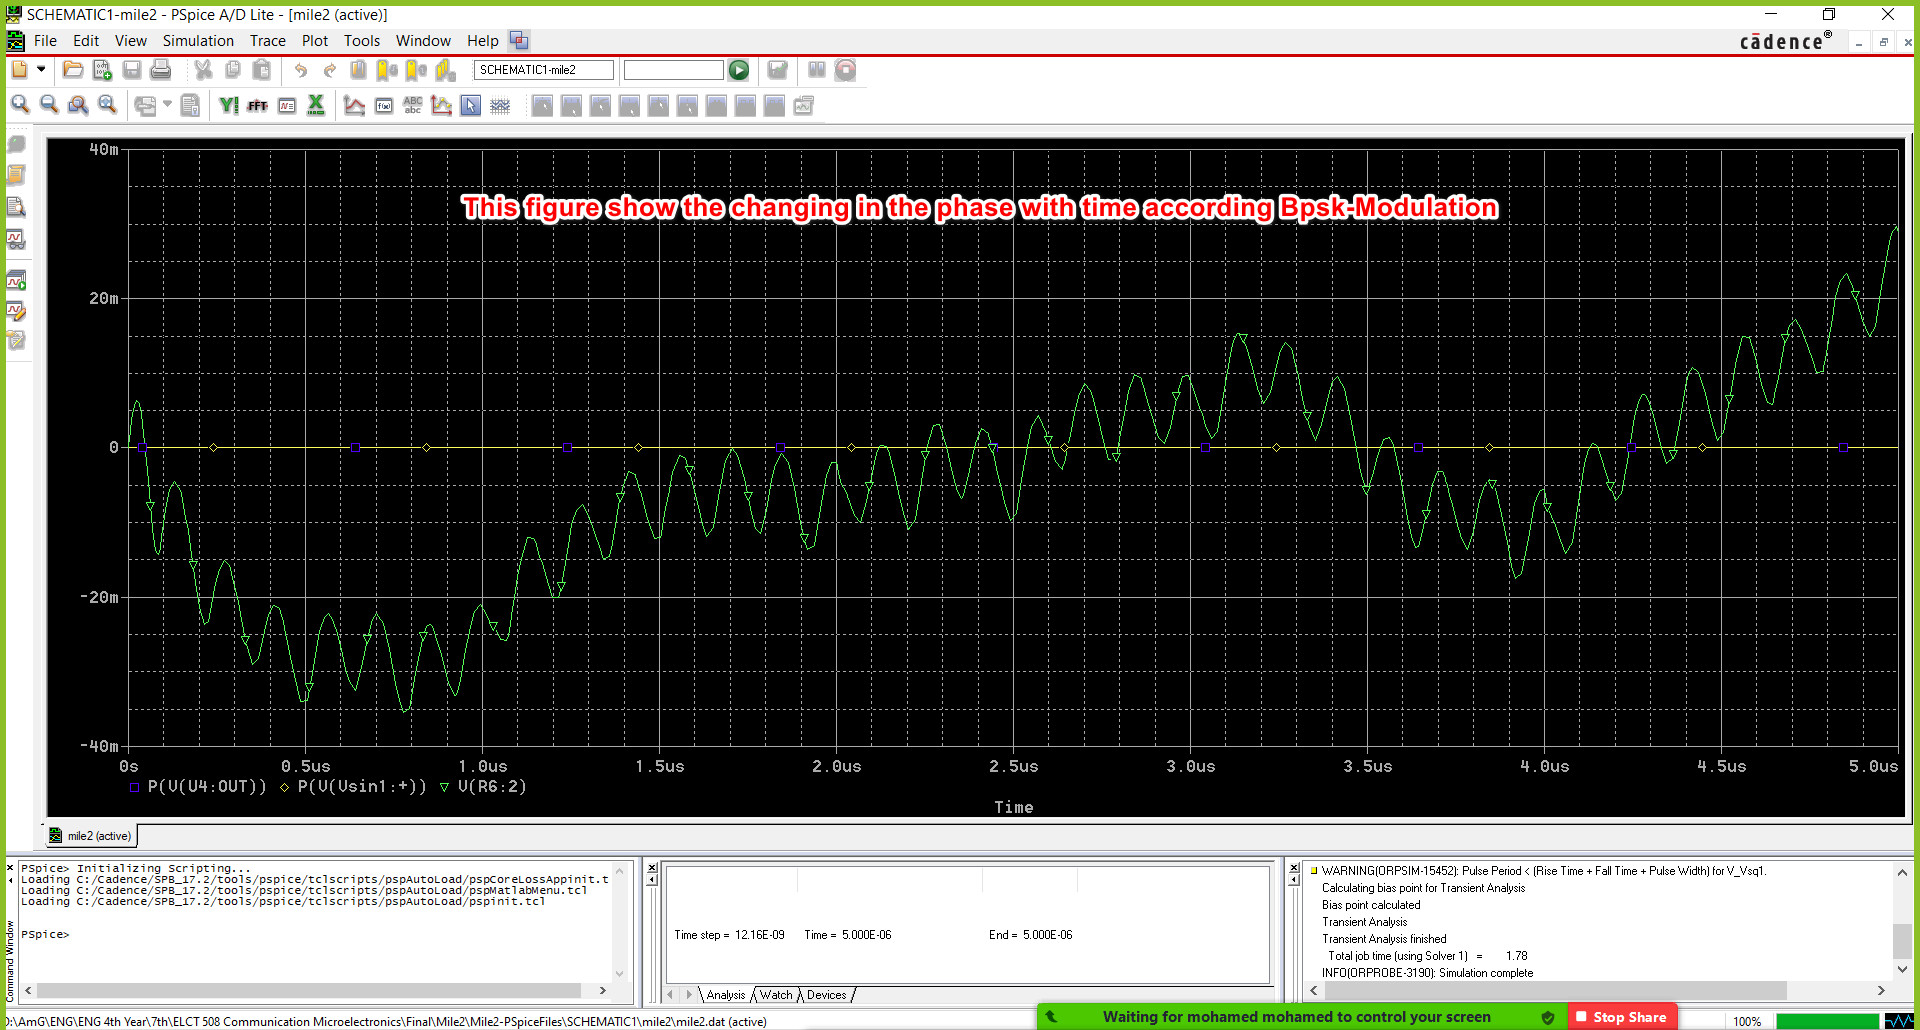 SCHEMATIC1-mile2 - PSpice A/D Lite - [mile2 (active)]
File Edit View Simulation Trace Plot Tools Window Help
cādence®
SCHEMATIC1-mile2
FFT
ABC
abc
This figure show the changing in the phase with time according Bpsk-Modulation
40m
20m
0
-20m
-40m
0s 0.5us 1.0us 1.5us 2.0us 2.5us 3.0us 3.5us 4.0us 4.5us 5.0us
P(V(U4:OUT)) P(V(Vsin1:+)) V(R6:2)
Time
mile2 (active)
PSpice> Initializing Scripting...
Loading C:/Cadence/SPB_17.2/tools/pspice/tclscripts/pspAutoLoad/pspCoreLossAppinit.t
Loading C:/Cadence/SPB_17.2/tools/pspice/tclscripts/pspAutoLoad/pspMatlabMenu.tcl
Loading C:/Cadence/SPB_17.2/tools/pspice/tclscripts/pspAutoLoad/pspinit.tcl
PSpice>
Command Window
Time step = 12.16E-09 Time = 5.000E-06 End = 5.000E-06
Analysis Watch Devices
WARNING(ORPSIM-15452): Pulse Period < (Rise Time + Fall Time + Pulse Width) for V_Vsq1.
Calculating bias point for Transient Analysis
Bias point calculated
Transient Analysis
Transient Analysis finished
Total job time (using Solver 1) = 1.78
INFO(ORPROBE-3190): Simulation complete
D:\AmG\ENG\ENG 4th Year\7th\ELCT 508 Communication Microelectronics\Final\Mile2\Mile2-PSpiceFiles\SCHEMATIC1\mile2\mile2.dat (active)
Waiting for mohamed mohamed to control your screen
Stop Share
100%